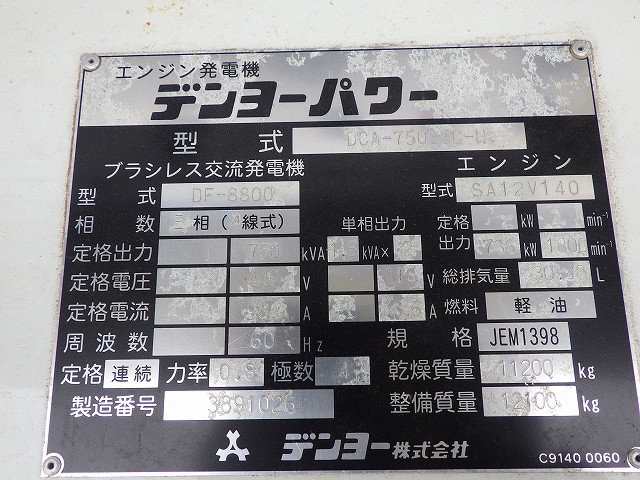 エンジン発電機
デンヨーパワー
型式
ブラシレス交流発電機
型式 DF-8800
相数 相(線式)
定格出力 kVA kVA×
定格電圧 V V
定格電流 A A
周波数 60 Hz
定格 連続 力率 0.8 極数 4
製造番号 3891026
単相出力
エンジン
型式 SA12V140
定格出力 kW min⁻¹
kW min⁻¹
総排気量 L
燃料 軽油
規格 JEM1398
乾燥質量 11200 kg
整備質量 12100 kg
デンヨー株式会社
C9140 0060